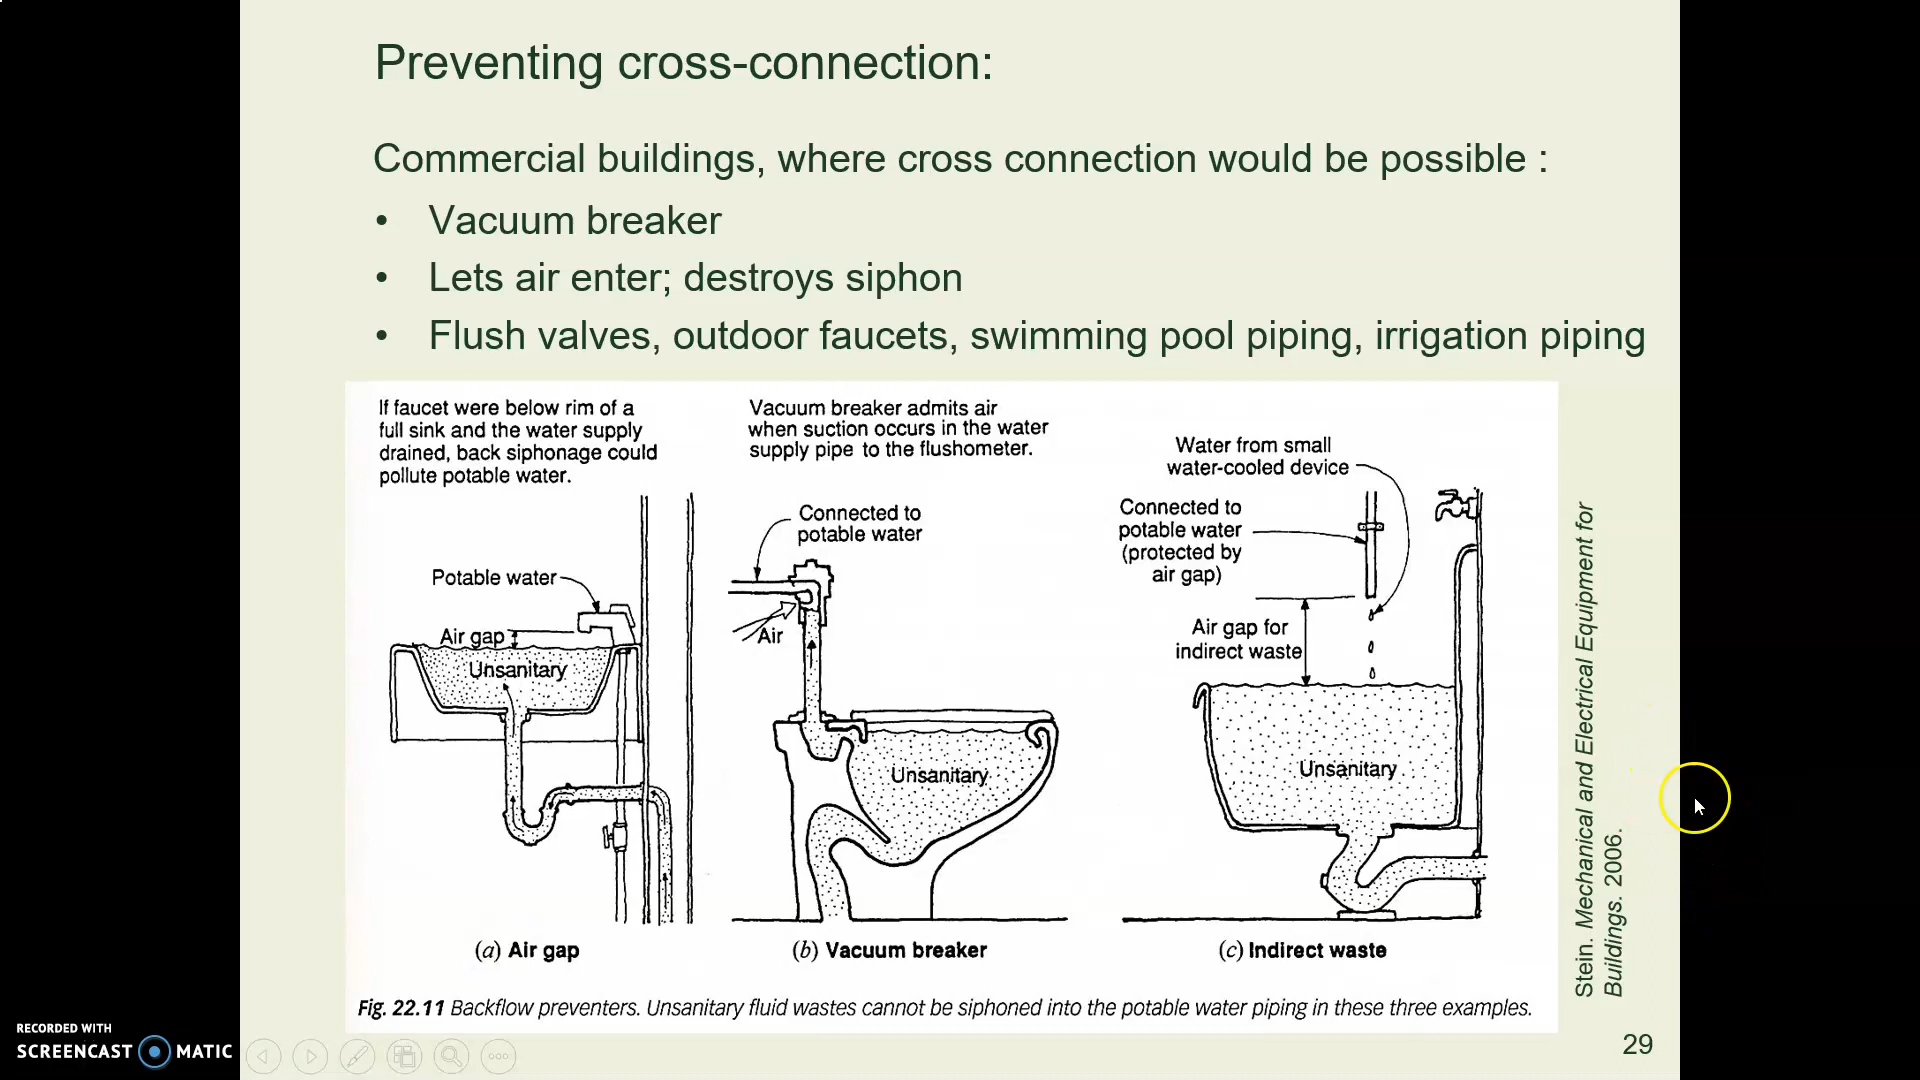 Preventing cross-connection:
Commercial buildings, where cross connection would be possible :
• Vacuum breaker
• Lets air enter; destroys siphon
• Flush valves, outdoor faucets, swimming pool piping, irrigation piping
If faucet were below rim of a
full sink and the water supply
drained, back siphonage could
pollute potable water.
Potable water
Air gap
Unsanitary
(a) Air gap
Vacuum breaker admits air
when suction occurs in the water
supply pipe to the flushometer.
Connected to
potable water
Air
Unsanitary
(b) Vacuum breaker
Water from small
water-cooled device
Connected to
potable water
(protected by
air gap)
Air gap for
indirect waste
Unsanitary
(c) Indirect waste
Fig. 22.11 Backflow preventers. Unsanitary fluid wastes cannot be siphoned into the potable water piping in these three examples.
Stein. Mechanical and Electrical Equipment for
Buildings. 2006.
29
RECORDED WITH
SCREENCAST MATIC